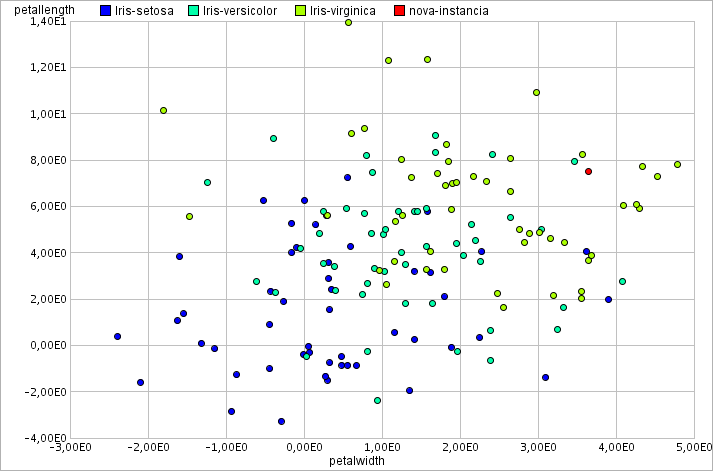 petallength
Iris-setosa Iris-versicolor Iris-virginica nova-instancia
1,40E1
1,20E1
1,00E1
8,00E0
6,00E0
4,00E0
2,00E0
0,00E0
-2,00E0
-4,00E0
-3,00E0 -2,00E0 -1,00E0 0,00E0 1,00E0 2,00E0 3,00E0 4,00E0 5,00E0
petalwidth